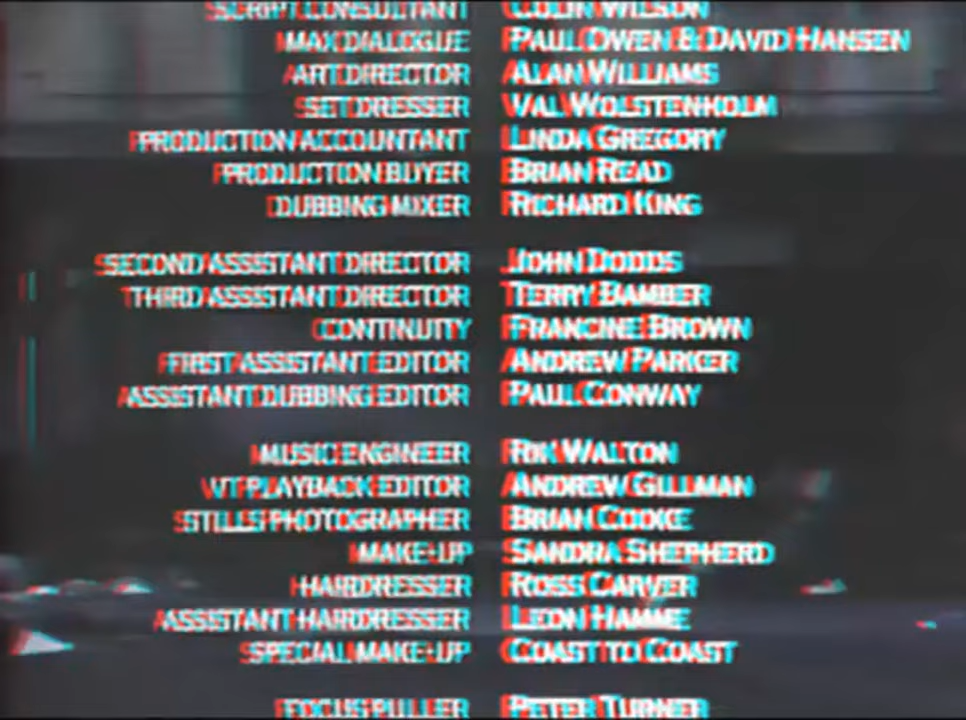 SCRIPT CONSULTANT COLIN WILSON
MAX DIALOGUE PAUL OWEN & DAVID HANSEN
ART DIRECTOR ALAN WILLIAMS
SET DRESSER VAL WOLSTENHOLM
PRODUCTION ACCOUNTANT LINDA GREGORY
PRODUCTION BUYER BRIAN READ
DUBBING MIXER RICHARD KING
SECOND ASSISTANT DIRECTOR JOHN DODDS
THIRD ASSISTANT DIRECTOR TERRY BAMBER
CONTINUITY FRANCINE BROWN
FIRST ASSISTANT EDITOR ANDREW PARKER
ASSISTANT DUBBING EDITOR PAUL CONWAY
MUSIC ENGINEER RIK WALTON
VT PLAYBACK EDITOR ANDREW GILLMAN
STILLS PHOTOGRAPHER BRIAN COOKE
MAKE-UP SANDRA SHEPHERD
HAIRDRESSER ROSS CARVER
ASSISTANT HAIRDRESSER LEON HAMME
SPECIAL MAKE-UP COAST TO COAST
FOCUS PULLER PETER TURNER